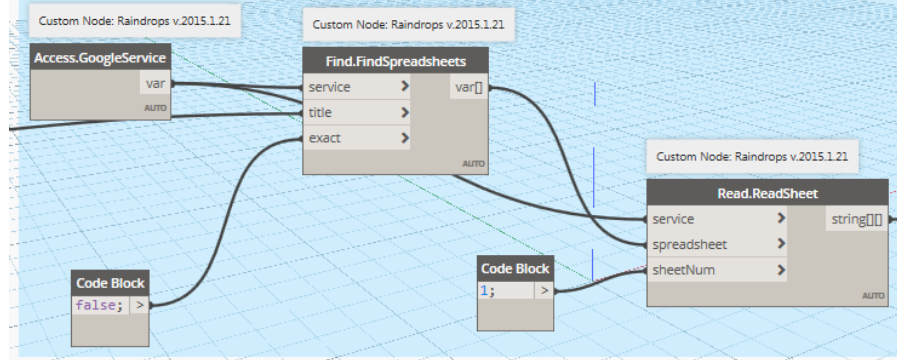 Custom Node: Raindrops v.2015.1.21
Access.GoogleService
var
AUTO
Custom Node: Raindrops v.2015.1.21
Find.FindSpreadsheets
service > var[]
title >
exact >
AUTO
Custom Node: Raindrops v.2015.1.21
Read.ReadSheet
service > string[][]
spreadsheet >
sheetNum >
AUTO
Code Block
false; >
Code Block
1; >